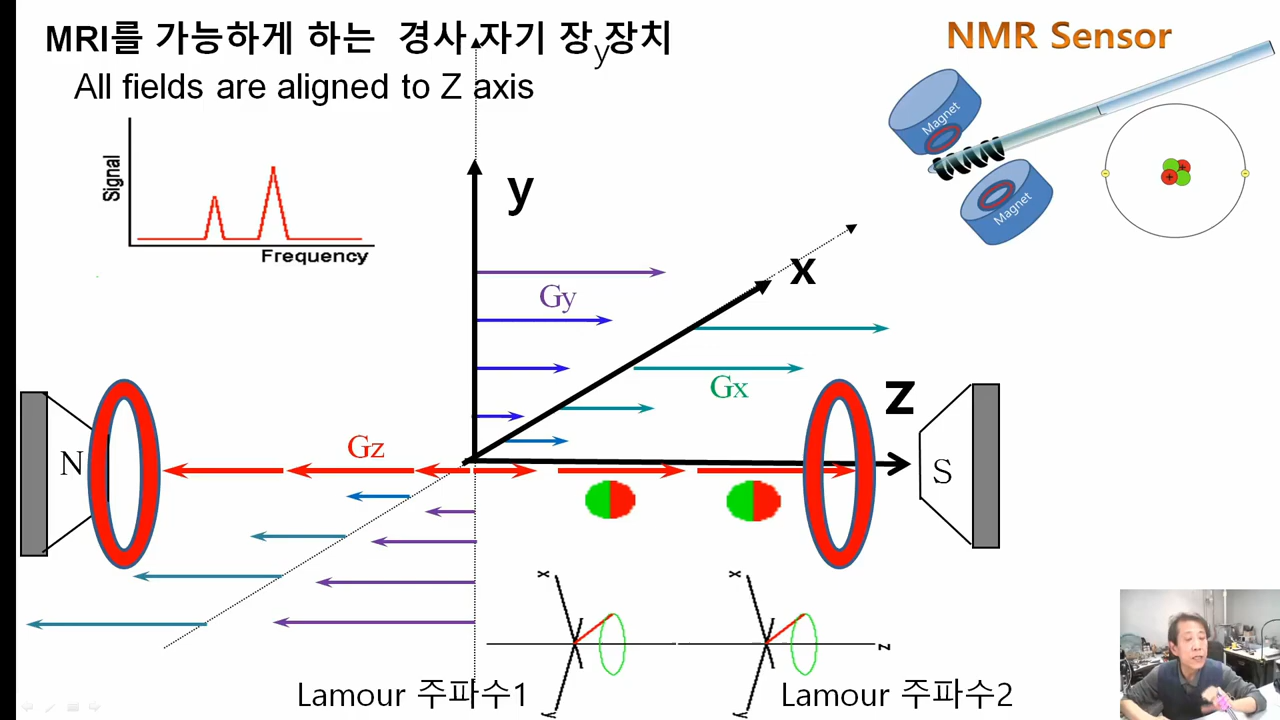 MRI를 가능하게 하는 경사 자기 장 장치
y
All fields are aligned to Z axis
NMR Sensor
Magnet
Magnet
Signal
Frequency
y
x
Gy
Gx
Z
Gz
N
S
x
x
y
y
z
Lamour 주파수1
Lamour 주파수2
+
+
-
-